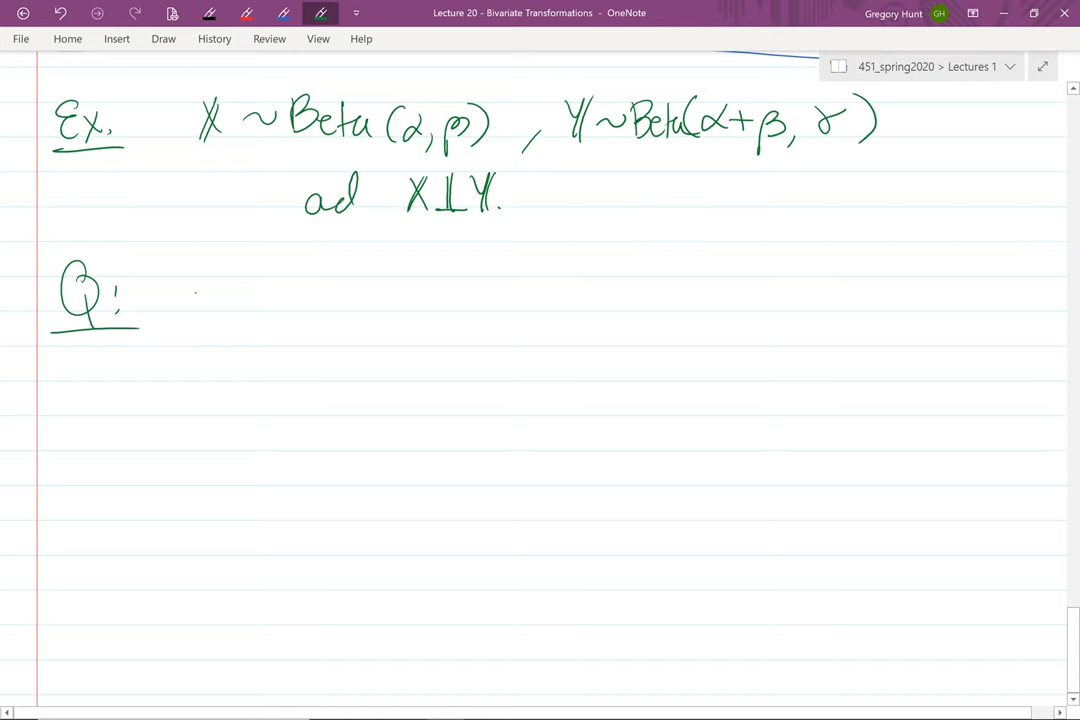 Lecture 20 - Bivariate Transformations - OneNote
Gregory Hunt GH
File Home Insert Draw History Review View Help
451_spring2020 > Lectures 1
Ex. X ~ Beta (α, β) , Y ~ Beta(α + β, γ)
ad X ⊥ Y.
Q: